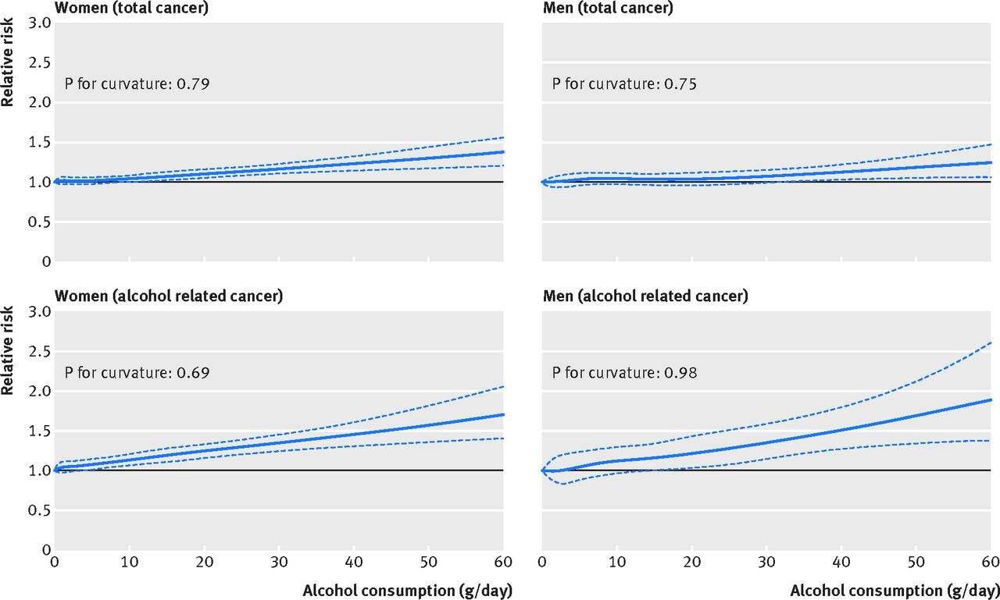 Women (total cancer)
Men (total cancer)
Relative risk
3.0
2.5
2.0
1.5
1.0
0.5
0
P for curvature: 0.79
P for curvature: 0.75
Women (alcohol related cancer)
Men (alcohol related cancer)
Relative risk
3.0
2.5
2.0
1.5
1.0
0.5
0
P for curvature: 0.69
P for curvature: 0.98
0 10 20 30 40 50 60
0 10 20 30 40 50 60
Alcohol consumption (g/day)
Alcohol consumption (g/day)